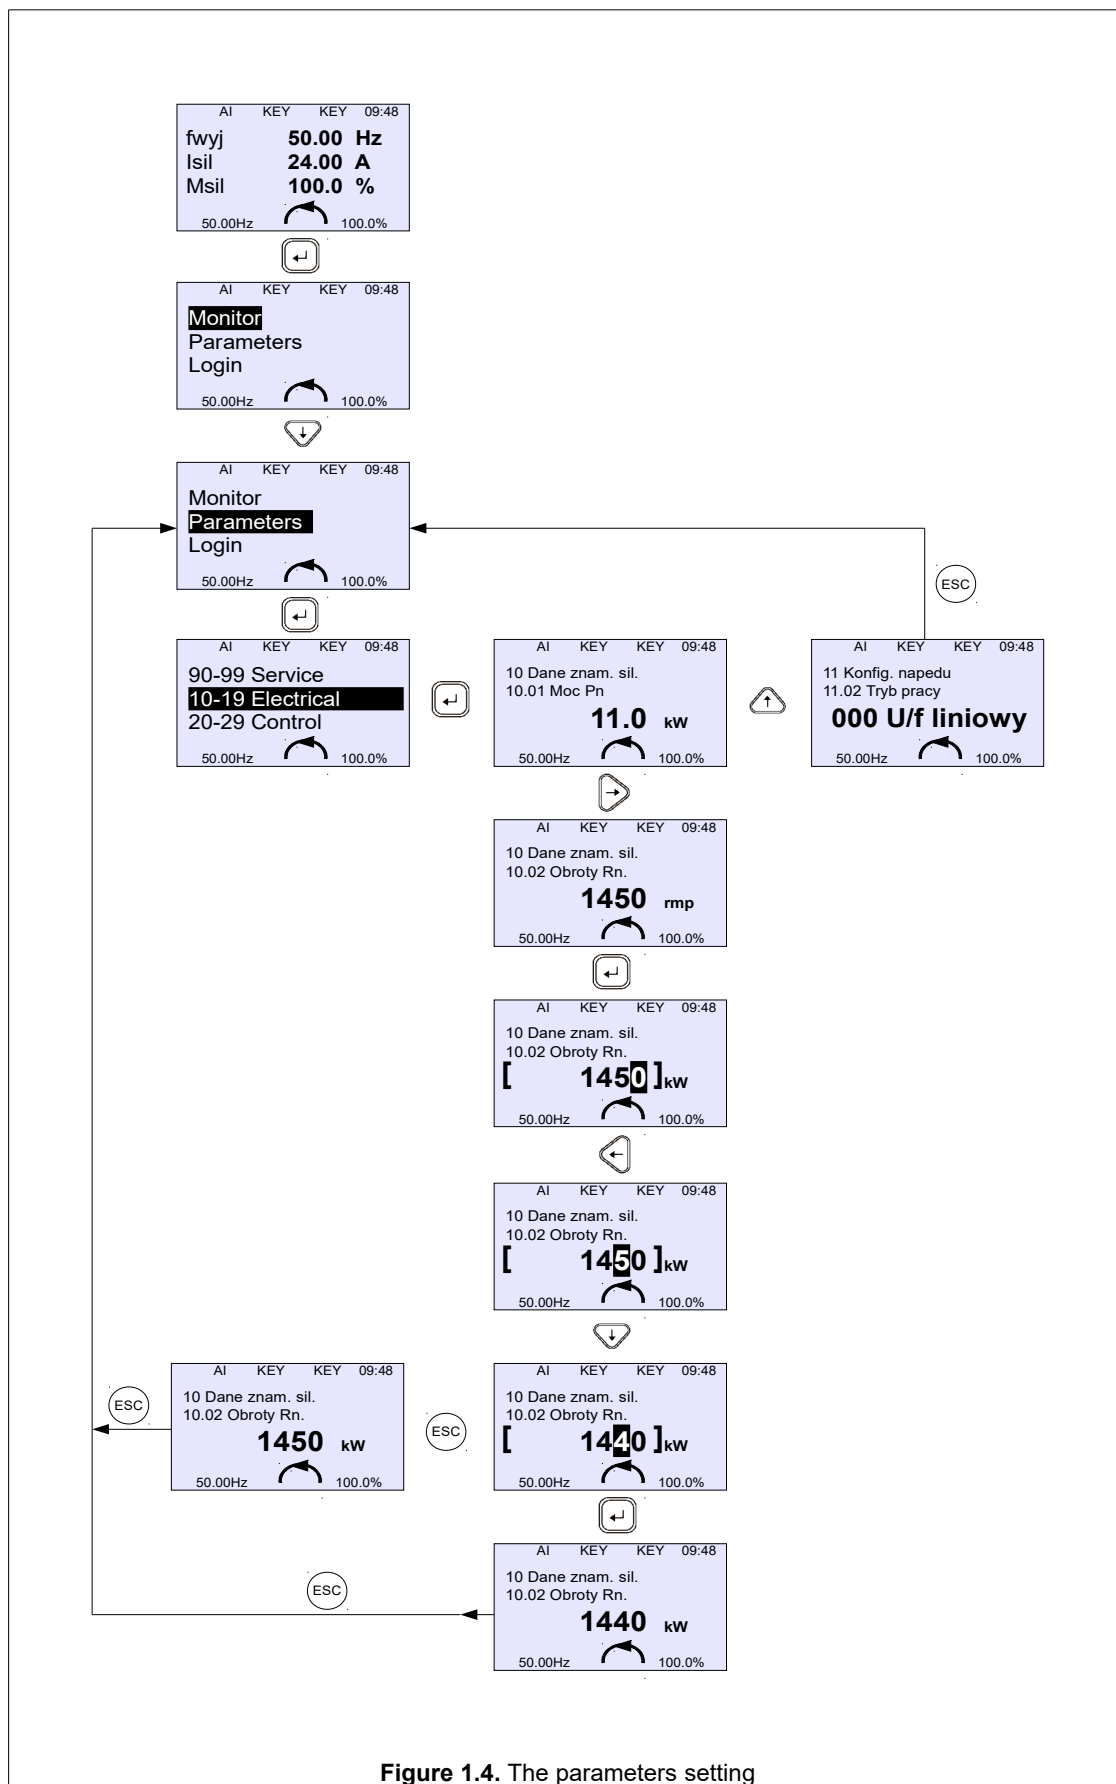 AI KEY KEY 09:48
fwyj 50.00 Hz
Isil 24.00 A
Msil 100.0 %
50.00Hz 100.0%
AI KEY KEY 09:48
Monitor
Parameters
Login
50.00Hz 100.0%
AI KEY KEY 09:48
Monitor
Parameters
Login
50.00Hz 100.0%
ESC
AI KEY KEY 09:48
90-99 Service
10-19 Electrical
20-29 Control
50.00Hz 100.0%
AI KEY KEY 09:48
10 Dane znam. sil.
10.01 Moc Pn
11.0 kW
50.00Hz 100.0%
AI KEY KEY 09:48
11 Konfig. napedu
11.02 Tryb pracy
000 U/f liniowy
50.00Hz 100.0%
AI KEY KEY 09:48
10 Dane znam. sil.
10.02 Obroty Rn.
1450 rmp
50.00Hz 100.0%
AI KEY KEY 09:48
10 Dane znam. sil.
10.02 Obroty Rn.
[ 1450 ] kW
50.00Hz 100.0%
AI KEY KEY 09:48
10 Dane znam. sil.
10.02 Obroty Rn.
[ 1450 ] kW
50.00Hz 100.0%
ESC
AI KEY KEY 09:48
10 Dane znam. sil.
10.02 Obroty Rn.
1450 kW
50.00Hz 100.0%
ESC
AI KEY KEY 09:48
10 Dane znam. sil.
10.02 Obroty Rn.
[ 1440 ] kW
50.00Hz 100.0%
ESC
AI KEY KEY 09:48
10 Dane znam. sil.
10.02 Obroty Rn.
1440 kW
50.00Hz 100.0%
Figure 1.4. The parameters setting